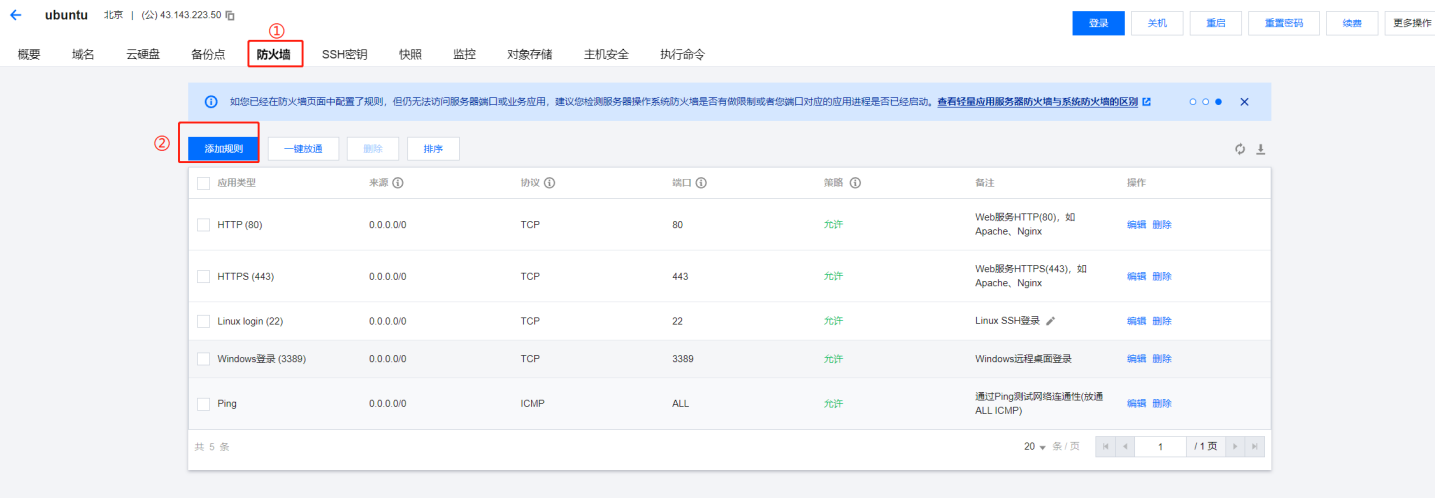 ubuntu 北京 | (公) 43.143.223.50
登录 关机 重启 重置密码 续费 更多操作
①
概要 域名 云硬盘 备份点 防火墙 SSH密钥 快照 监控 对象存储 主机安全 执行命令
如您已经在防火墙页面中配置了规则，但仍无法访问服务器端口或业务应用，建议您检测服务器操作系统防火墙是否有做限制或者您端口对应的应用进程是否已经启动。查看轻量应用服务器防火墙与系统防火墙的区别
②
添加规则 一键放通 删除 排序
应用类型 来源 协议 端口 策略 备注 操作
HTTP (80) 0.0.0.0/0 TCP 80 允许 Web服务HTTP(80)，如
Apache、Nginx 编辑 删除
HTTPS (443) 0.0.0.0/0 TCP 443 允许 Web服务HTTPS(443)，如
Apache、Nginx 编辑 删除
Linux login (22) 0.0.0.0/0 TCP 22 允许 Linux SSH登录 编辑 删除
Windows登录 (3389) 0.0.0.0/0 TCP 3389 允许 Windows远程桌面登录 编辑 删除
Ping 0.0.0.0/0 ICMP ALL 允许 通过Ping测试网络连通性(放通
ALL ICMP) 编辑 删除
共 5 条 20 条 / 页 1 / 1 页